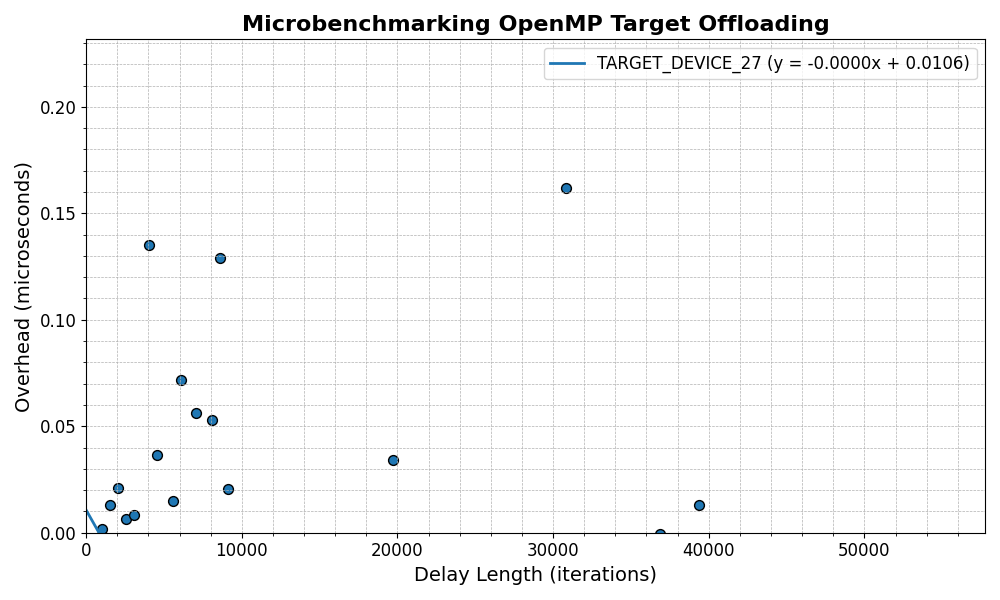 Microbenchmarking OpenMP Target Offloading
TARGET_DEVICE_27 (y = -0.0000x + 0.0106)
Overhead (microseconds)
0.20
0.15
0.10
0.05
0.00
0 10000 20000 30000 40000 50000
Delay Length (iterations)